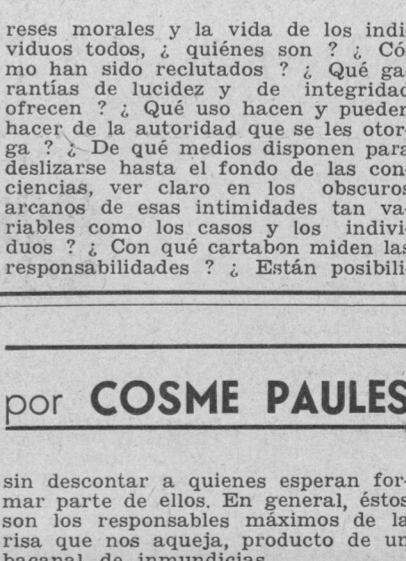 reses morales y la vida de los indi-
viduos todos, ¿ quiénes son ? ¿ Có-
mo han sido reclutados ? ¿ Qué ga-
rantías de lucidez y de integridad
ofrecen ? ¿ Qué uso hacen y pueden
hacer de la autoridad que se les otor-
ga ? ¿ De qué medios disponen para
deslizarse hasta el fondo de las con-
ciencias, ver claro en los obscuros
arcanos de esas intimidades tan va-
riables como los casos y los indivi-
duos ? ¿ Con qué cartabon miden las
responsabilidades ? ¿ Están posibili-
por COSME PAULES
sin descontar a quienes esperan for-
mar parte de ellos. En general, éstos
son los responsables máximos de la
risa que nos aqueja, producto de un
bacanal de inmundicias